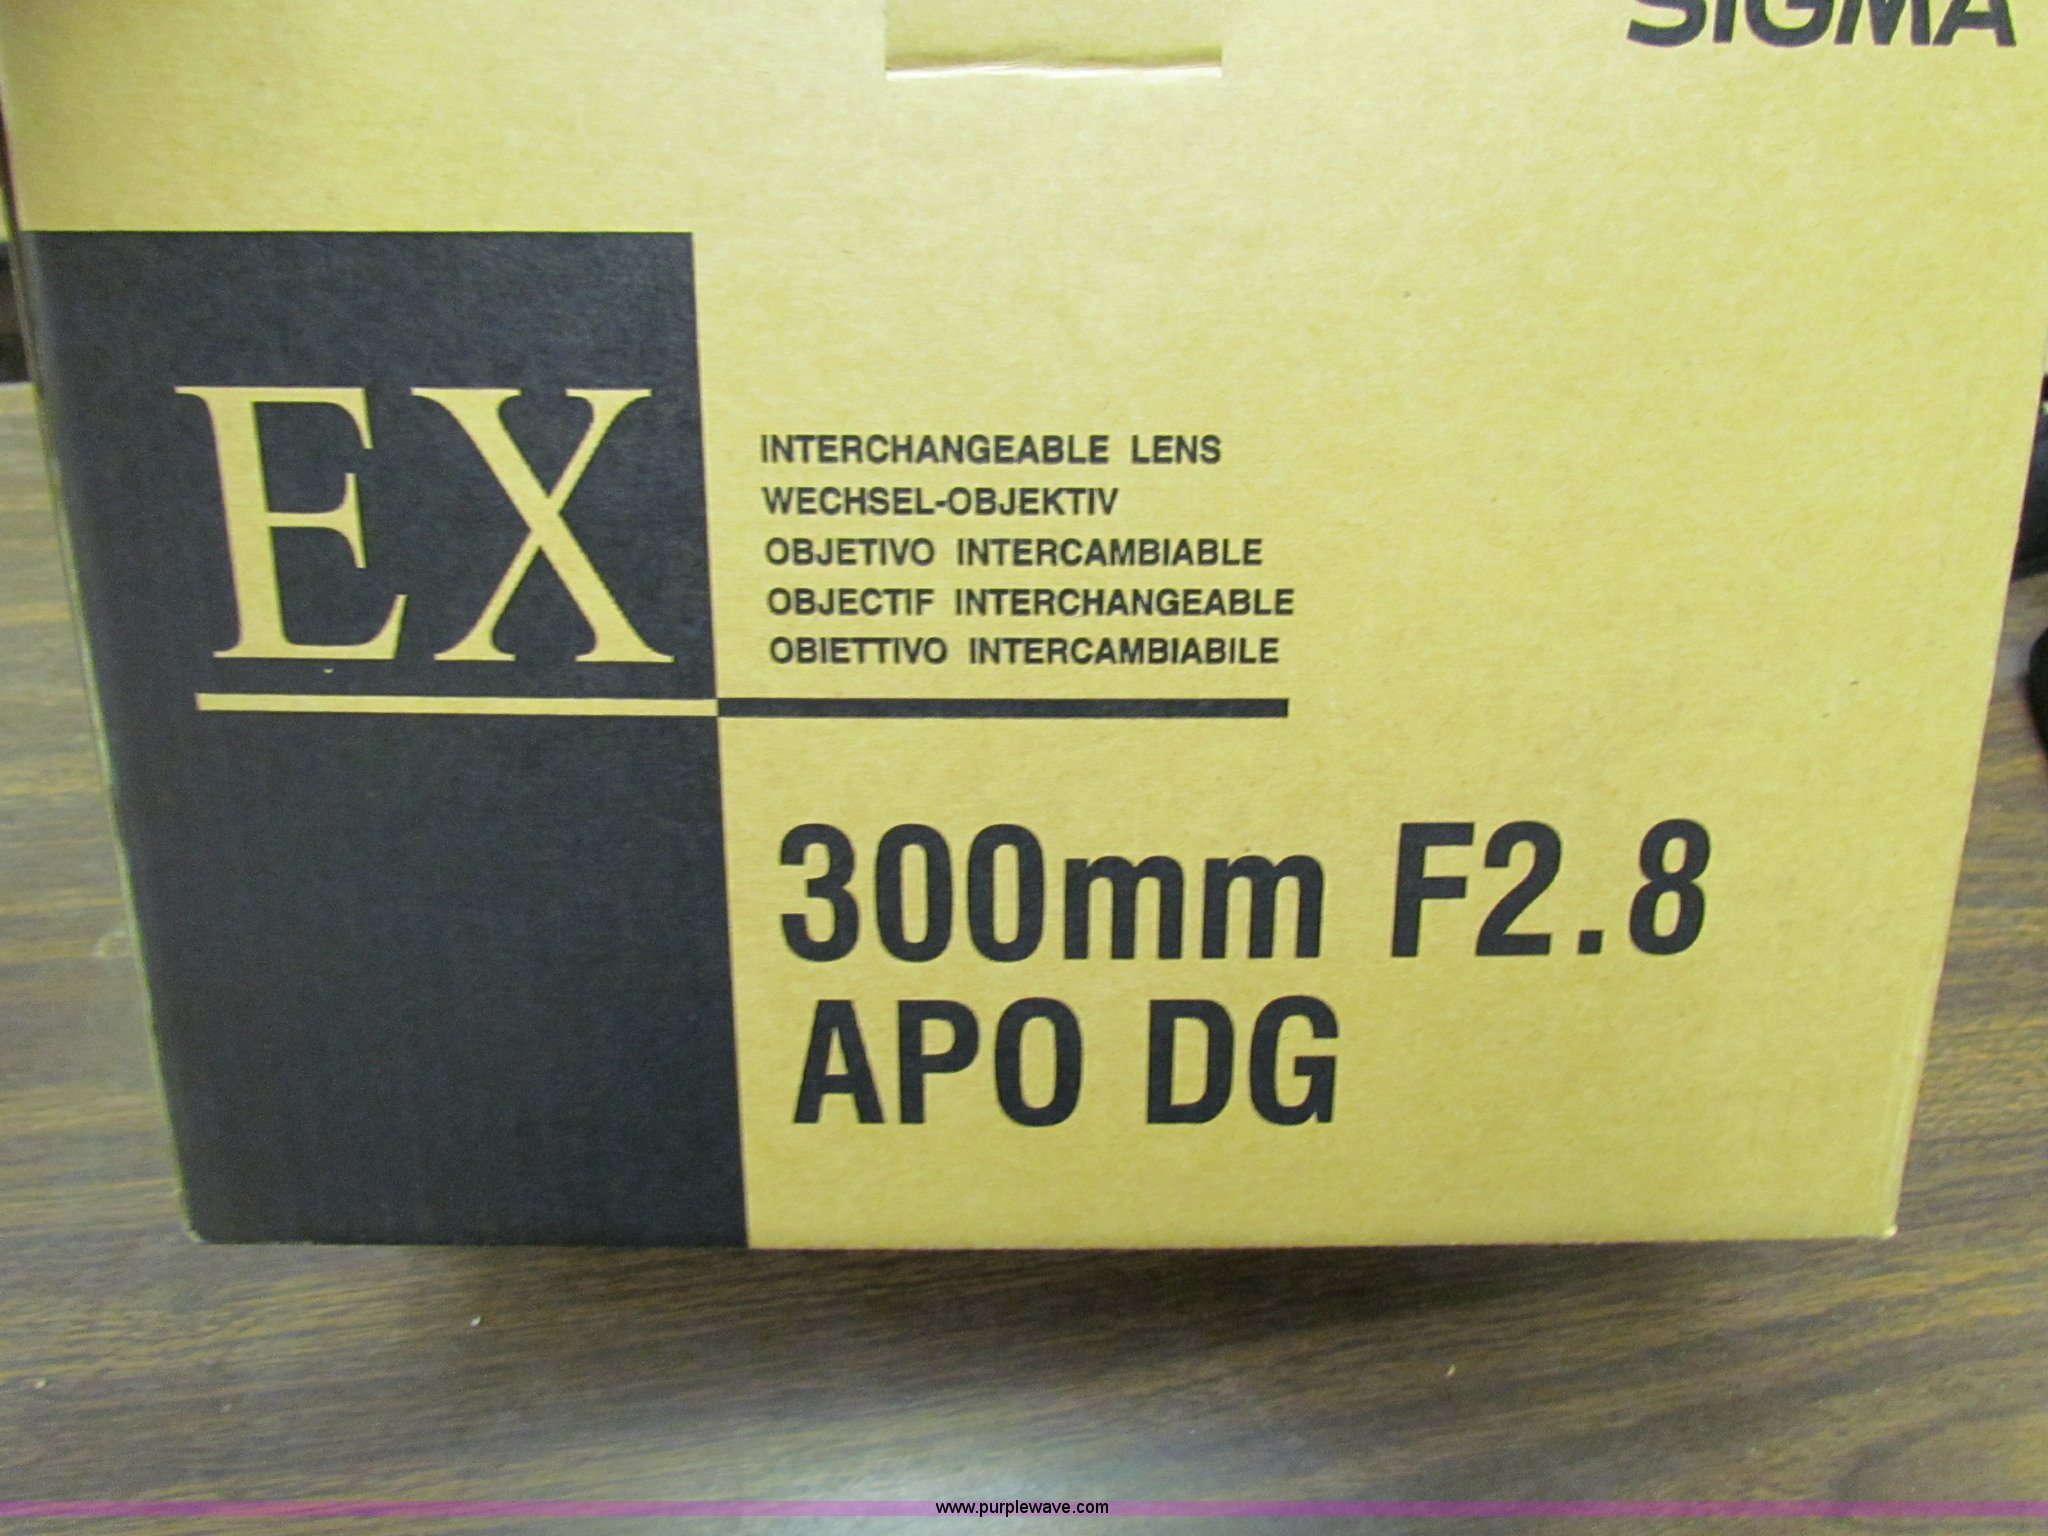 SIGMA
EX
INTERCHANGEABLE LENS
WECHSEL-OBJEKTIV
OBJETIVO INTERCAMBIABLE
OBJECTIF INTERCHANGEABLE
OBIETTIVO INTERCAMBIABILE
300mm F2.8
APO DG
www.purplewave.com